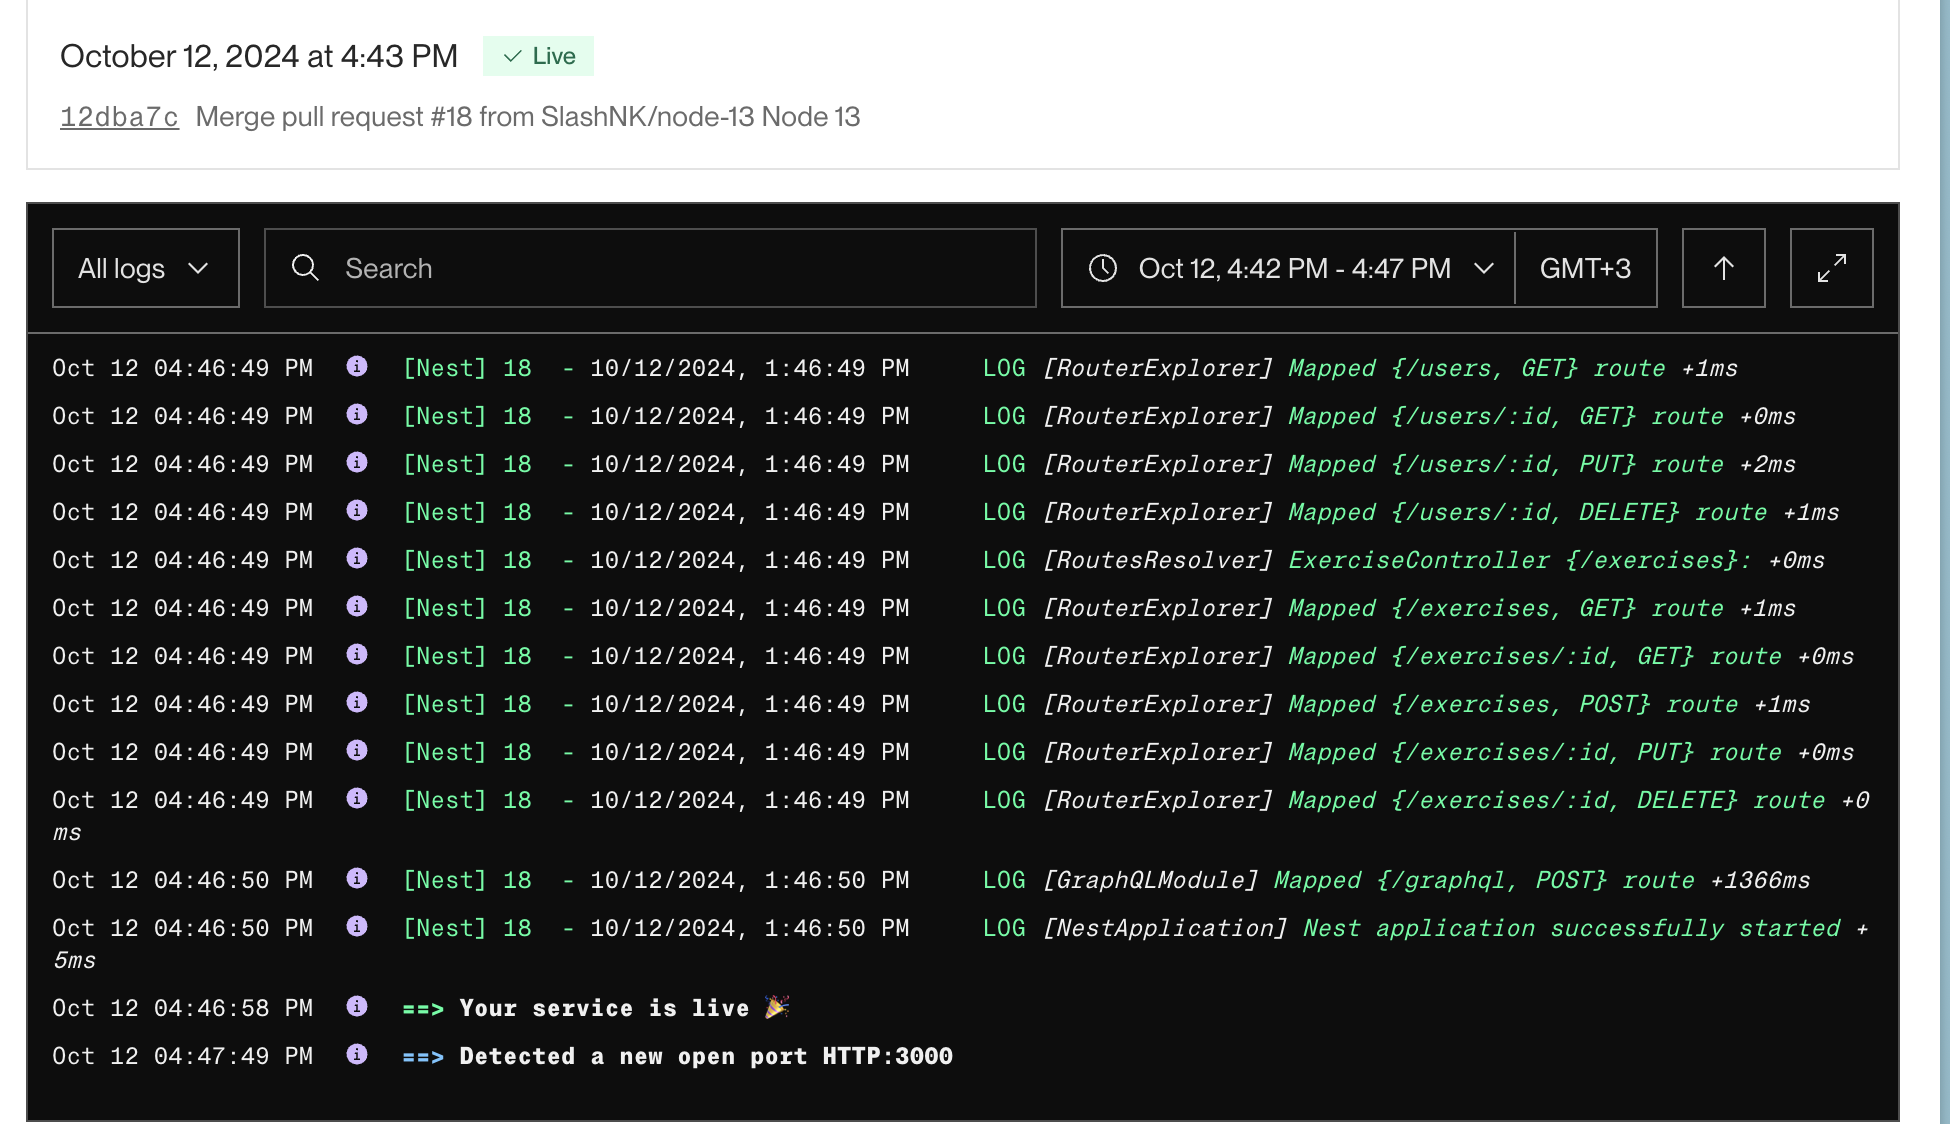 October 12, 2024 at 4:43 PM Live
12dba7c Merge pull request #18 from SlashNK/node-13 Node 13
All logs Search Oct 12, 4:42 PM - 4:47 PM GMT+3
Oct 12 04:46:49 PM [Nest] 18 - 10/12/2024, 1:46:49 PM LOG [RouterExplorer] Mapped {/users, GET} route +1ms
Oct 12 04:46:49 PM [Nest] 18 - 10/12/2024, 1:46:49 PM LOG [RouterExplorer] Mapped {/users/:id, GET} route +0ms
Oct 12 04:46:49 PM [Nest] 18 - 10/12/2024, 1:46:49 PM LOG [RouterExplorer] Mapped {/users/:id, PUT} route +2ms
Oct 12 04:46:49 PM [Nest] 18 - 10/12/2024, 1:46:49 PM LOG [RouterExplorer] Mapped {/users/:id, DELETE} route +1ms
Oct 12 04:46:49 PM [Nest] 18 - 10/12/2024, 1:46:49 PM LOG [RoutesResolver] ExerciseController {/exercises}: +0ms
Oct 12 04:46:49 PM [Nest] 18 - 10/12/2024, 1:46:49 PM LOG [RouterExplorer] Mapped {/exercises, GET} route +1ms
Oct 12 04:46:49 PM [Nest] 18 - 10/12/2024, 1:46:49 PM LOG [RouterExplorer] Mapped {/exercises/:id, GET} route +0ms
Oct 12 04:46:49 PM [Nest] 18 - 10/12/2024, 1:46:49 PM LOG [RouterExplorer] Mapped {/exercises, POST} route +1ms
Oct 12 04:46:49 PM [Nest] 18 - 10/12/2024, 1:46:49 PM LOG [RouterExplorer] Mapped {/exercises/:id, PUT} route +0ms
Oct 12 04:46:49 PM [Nest] 18 - 10/12/2024, 1:46:49 PM LOG [RouterExplorer] Mapped {/exercises/:id, DELETE} route +0
ms
Oct 12 04:46:50 PM [Nest] 18 - 10/12/2024, 1:46:50 PM LOG [GraphQLModule] Mapped {/graphql, POST} route +1366ms
Oct 12 04:46:50 PM [Nest] 18 - 10/12/2024, 1:46:50 PM LOG [NestApplication] Nest application successfully started +
5ms
Oct 12 04:46:58 PM ==> Your service is live 🎉
Oct 12 04:47:49 PM ==> Detected a new open port HTTP:3000